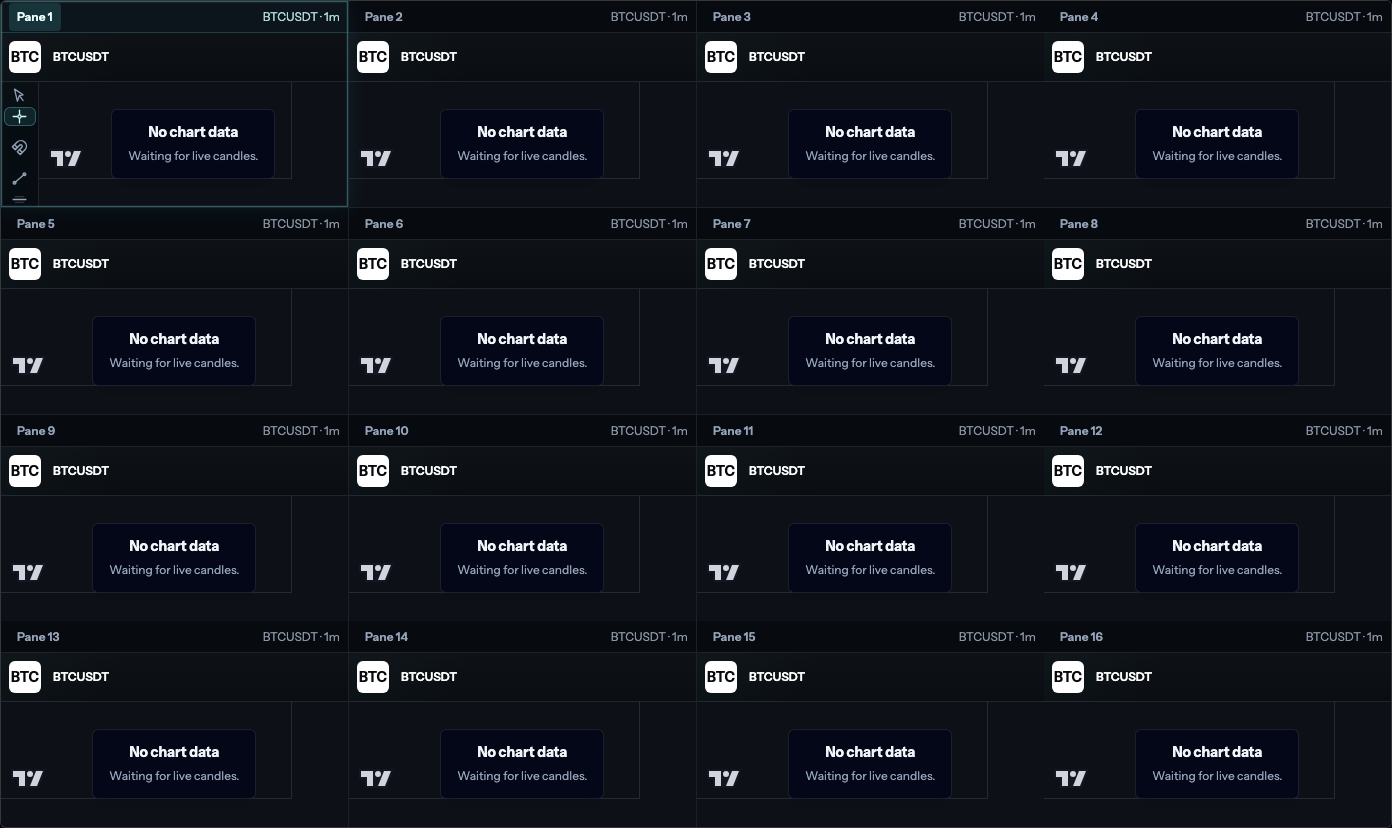 Pane 1 BTCUSDT · 1m Pane 2 BTCUSDT · 1m Pane 3 BTCUSDT · 1m Pane 4 BTCUSDT · 1m
BTC BTCUSDT BTC BTCUSDT BTC BTCUSDT BTC BTCUSDT
No chart data No chart data No chart data No chart data
Waiting for live candles. Waiting for live candles. Waiting for live candles. Waiting for live candles.
Pane 5 BTCUSDT · 1m Pane 6 BTCUSDT · 1m Pane 7 BTCUSDT · 1m Pane 8 BTCUSDT · 1m
BTC BTCUSDT BTC BTCUSDT BTC BTCUSDT BTC BTCUSDT
No chart data No chart data No chart data No chart data
Waiting for live candles. Waiting for live candles. Waiting for live candles. Waiting for live candles.
Pane 9 BTCUSDT · 1m Pane 10 BTCUSDT · 1m Pane 11 BTCUSDT · 1m Pane 12 BTCUSDT · 1m
BTC BTCUSDT BTC BTCUSDT BTC BTCUSDT BTC BTCUSDT
No chart data No chart data No chart data No chart data
Waiting for live candles. Waiting for live candles. Waiting for live candles. Waiting for live candles.
Pane 13 BTCUSDT · 1m Pane 14 BTCUSDT · 1m Pane 15 BTCUSDT · 1m Pane 16 BTCUSDT · 1m
BTC BTCUSDT BTC BTCUSDT BTC BTCUSDT BTC BTCUSDT
No chart data No chart data No chart data No chart data
Waiting for live candles. Waiting for live candles. Waiting for live candles. Waiting for live candles.